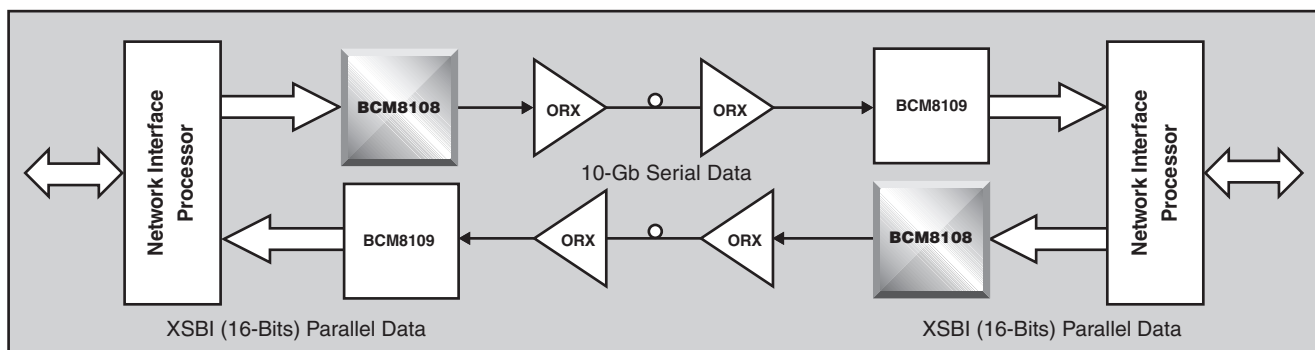 Network Interface
Processor
BCM8108
ORX
ORX
BCM8109
Network Interface
Processor
10-Gb Serial Data
BCM8109
ORX
ORX
BCM8108
XSBI (16-Bits) Parallel Data
XSBI (16-Bits) Parallel Data